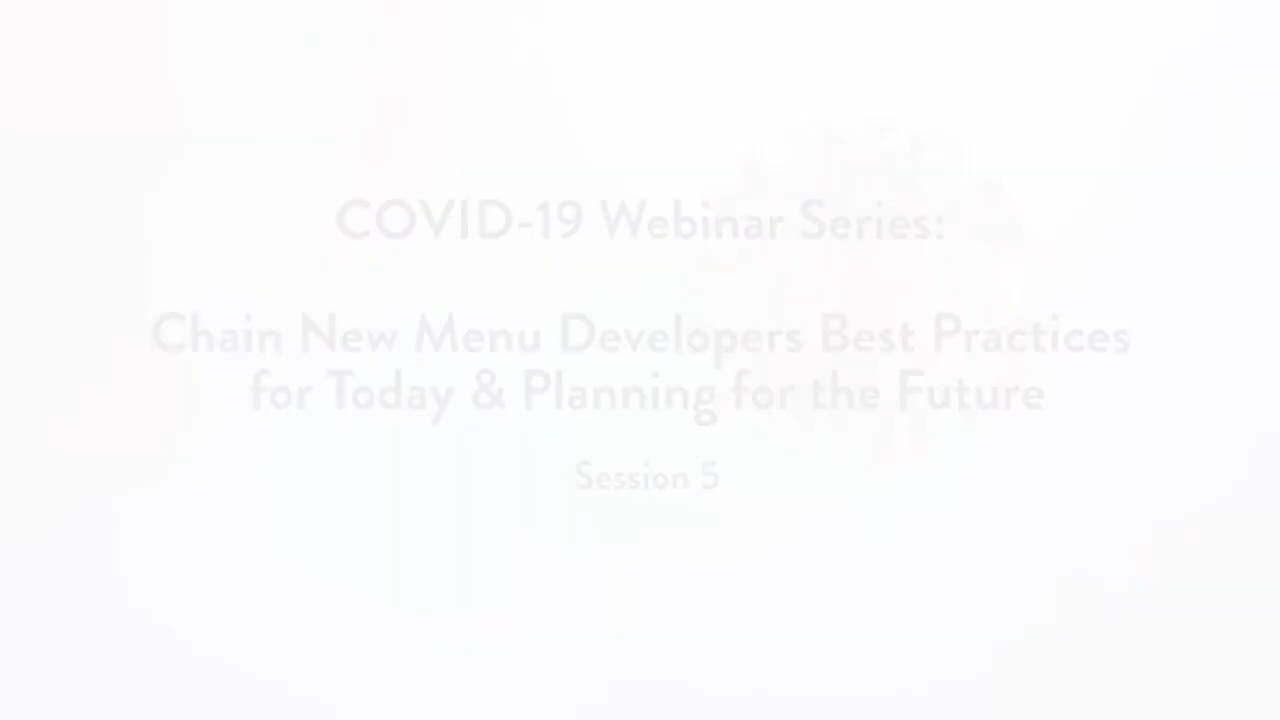 COVID-19 Webinar Series:
Chain New Menu Developers Best Practices
for Today & Planning for the Future
Session 5